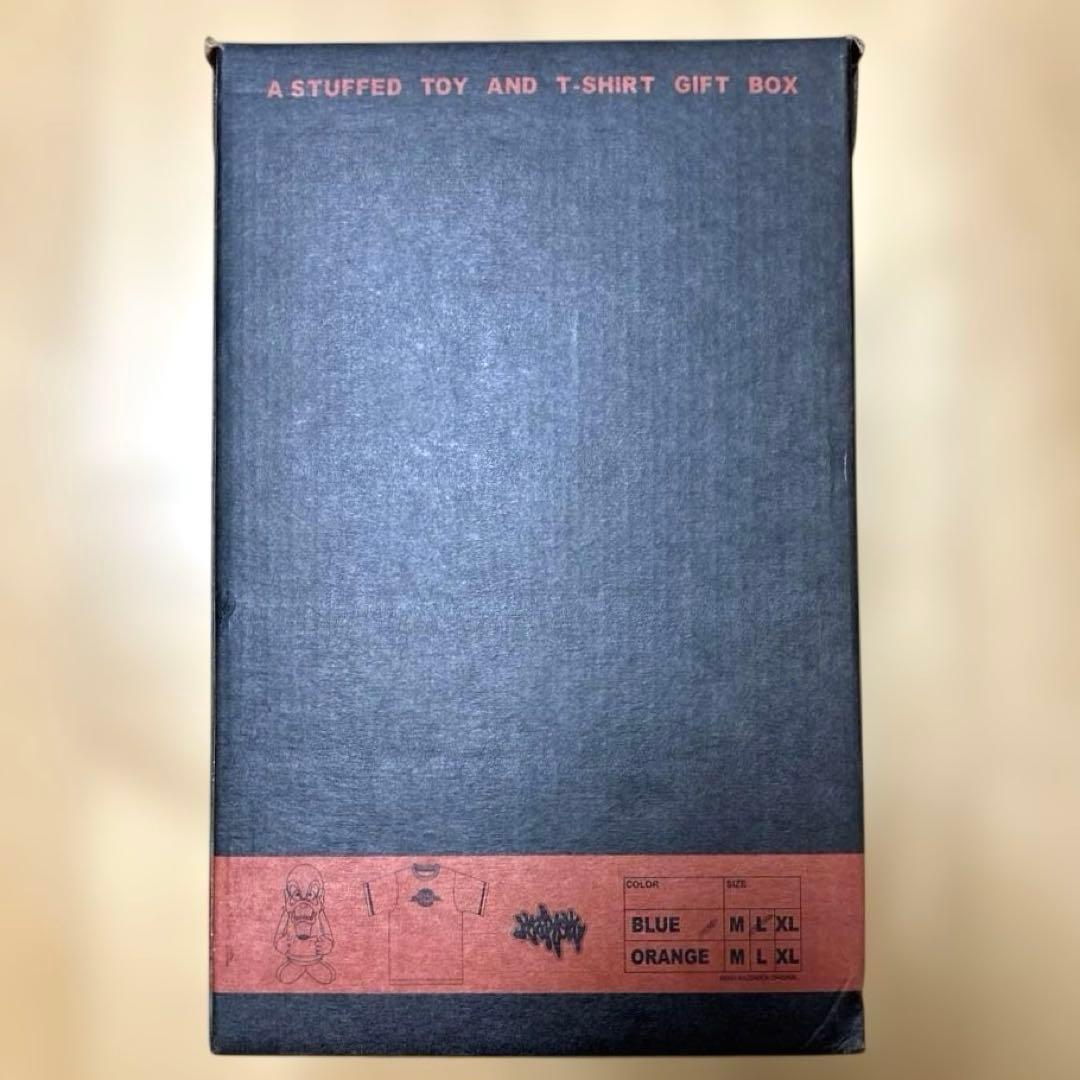 A STUFFED TOY AND T-SHIRT GIFT BOX
COLOR SIZE
BLUE M L XL
ORANGE M L XL